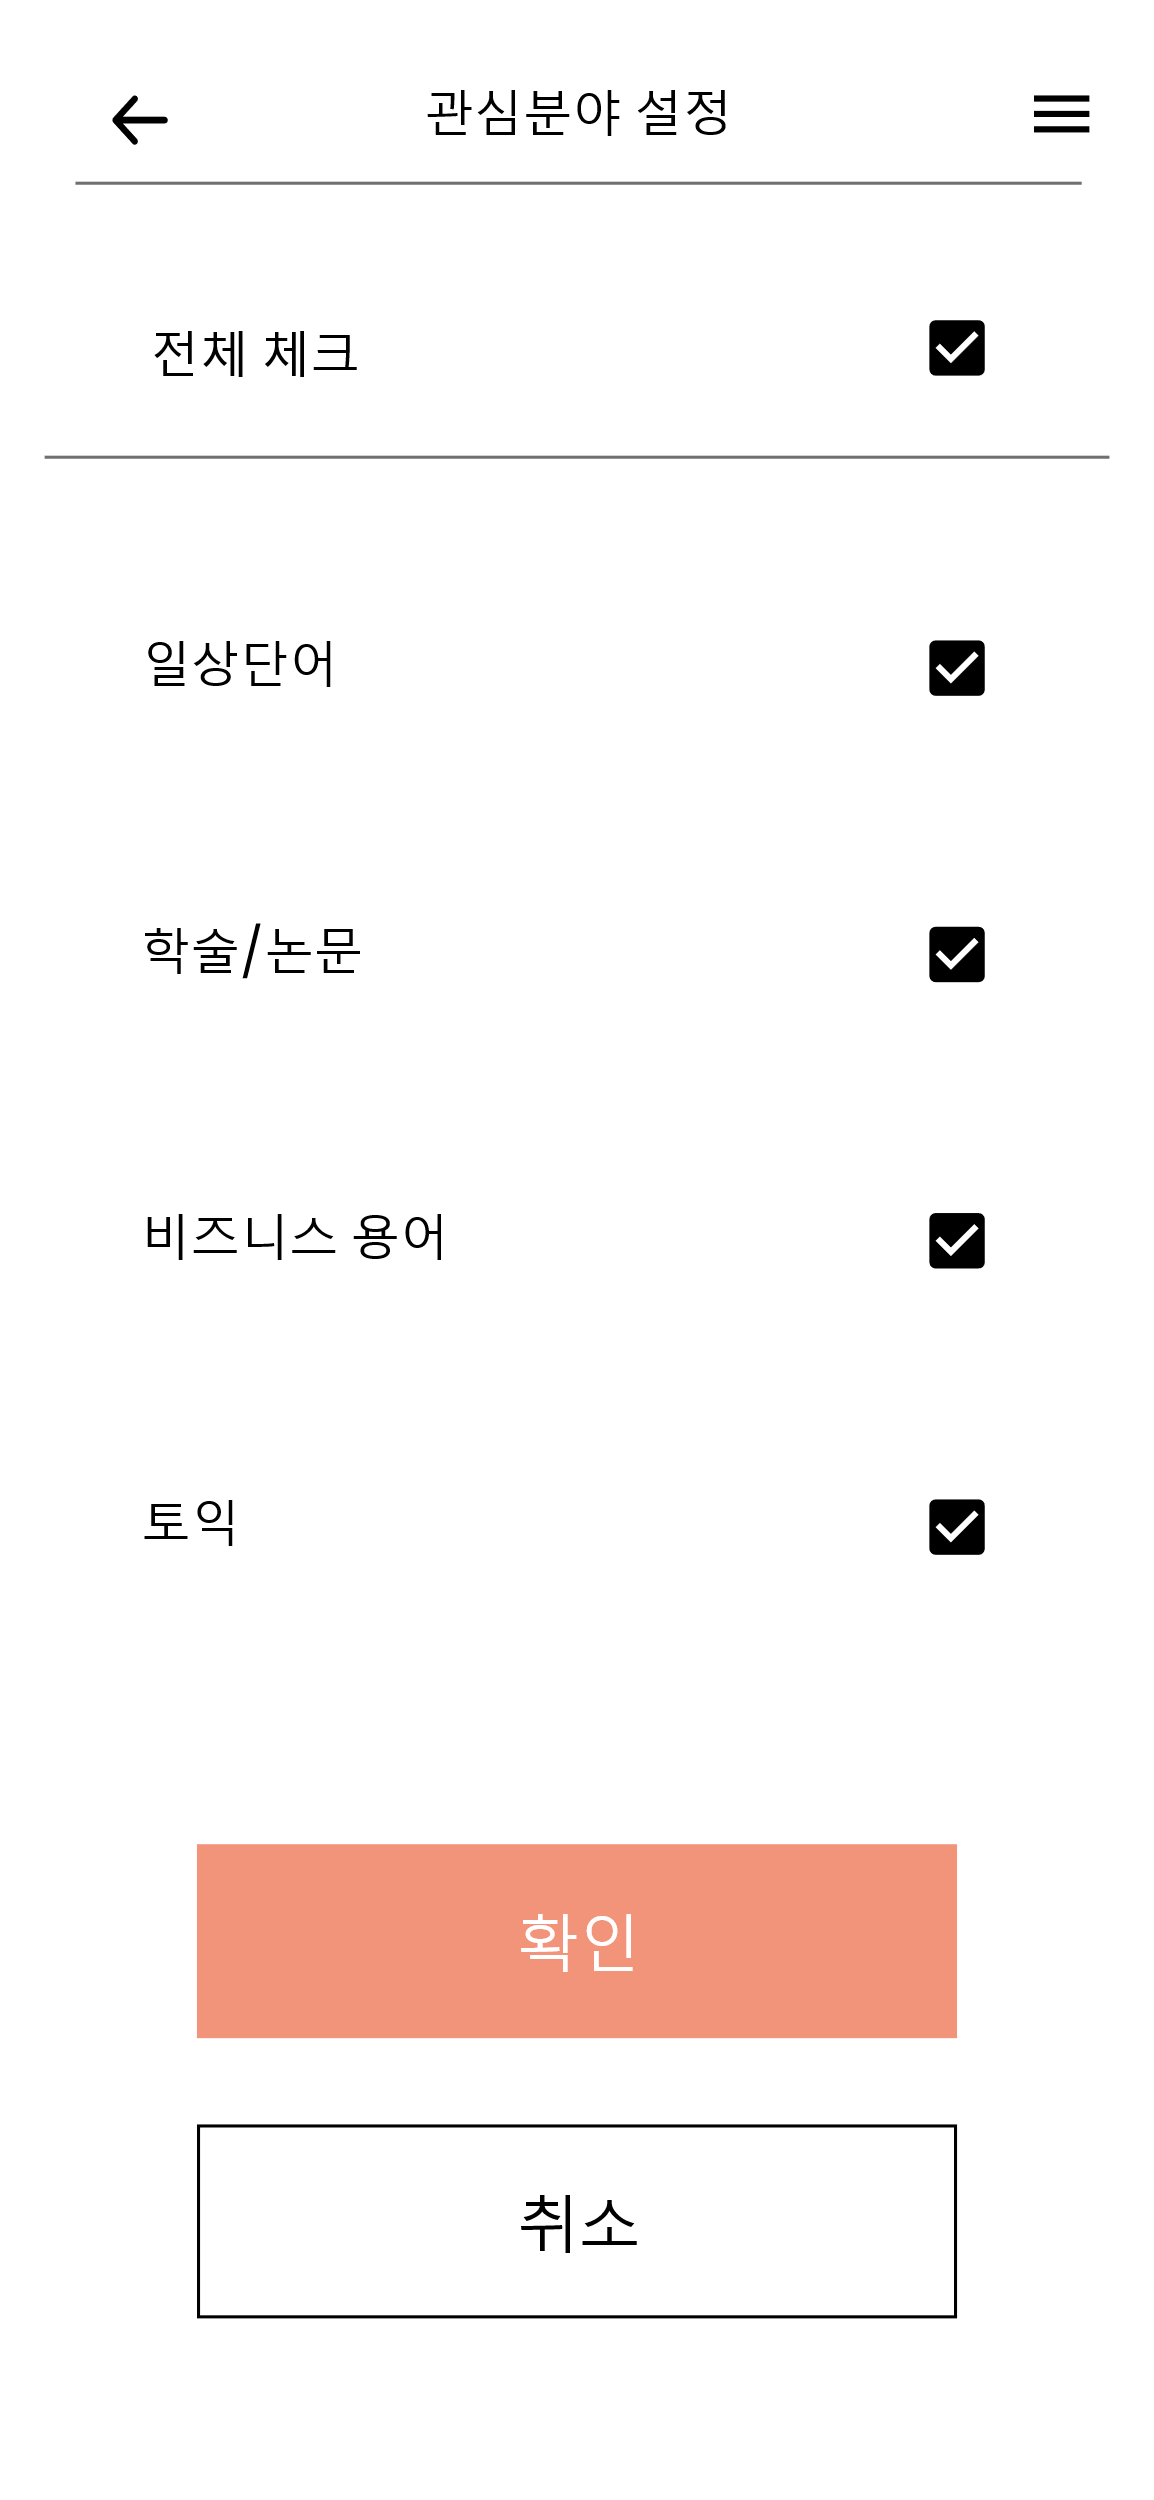 관심분야 설정
전체 체크
일상단어
학술/논문
비즈니스 용어
토익
확인
취소